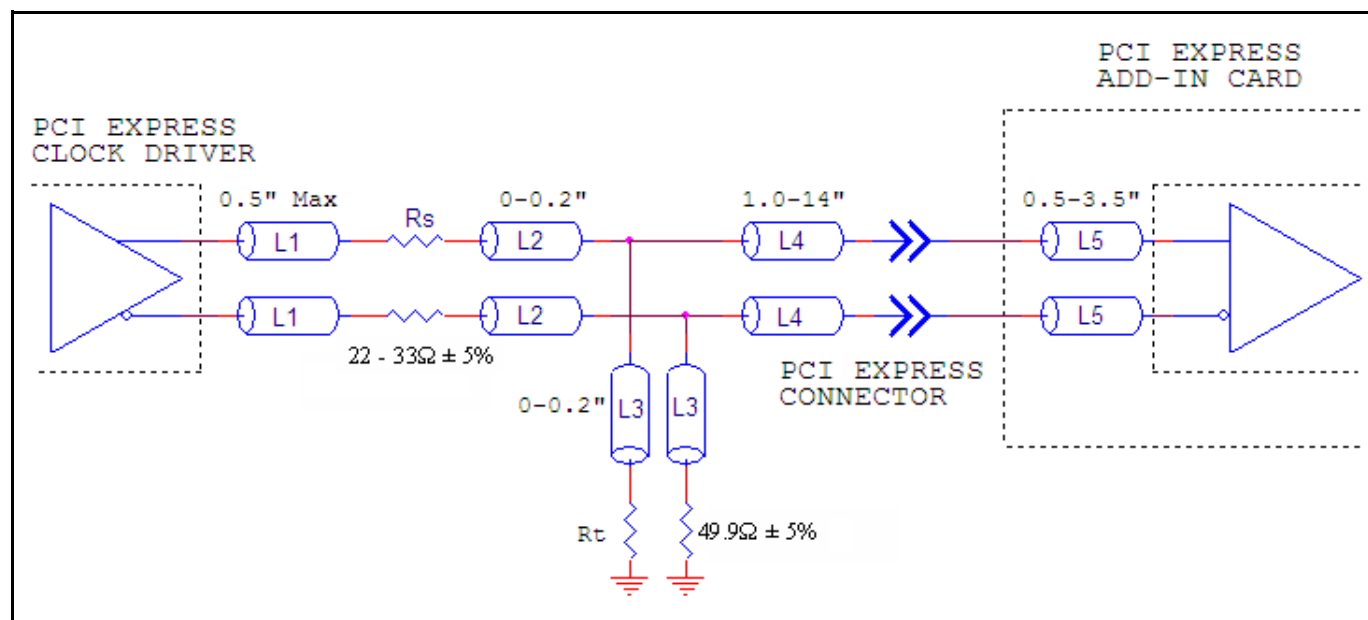 PCI EXPRESS
ADD-IN CARD
PCI EXPRESS
CLOCK DRIVER
0.5" Max
Rs
0-0.2"
1.0-14"
0.5-3.5"
L1
L2
L4
L5
L1
L2
L4
L5
22 - 33Ω ± 5%
PCI EXPRESS
CONNECTOR
0-0.2"
L3
L3
Rt
49.9Ω ± 5%